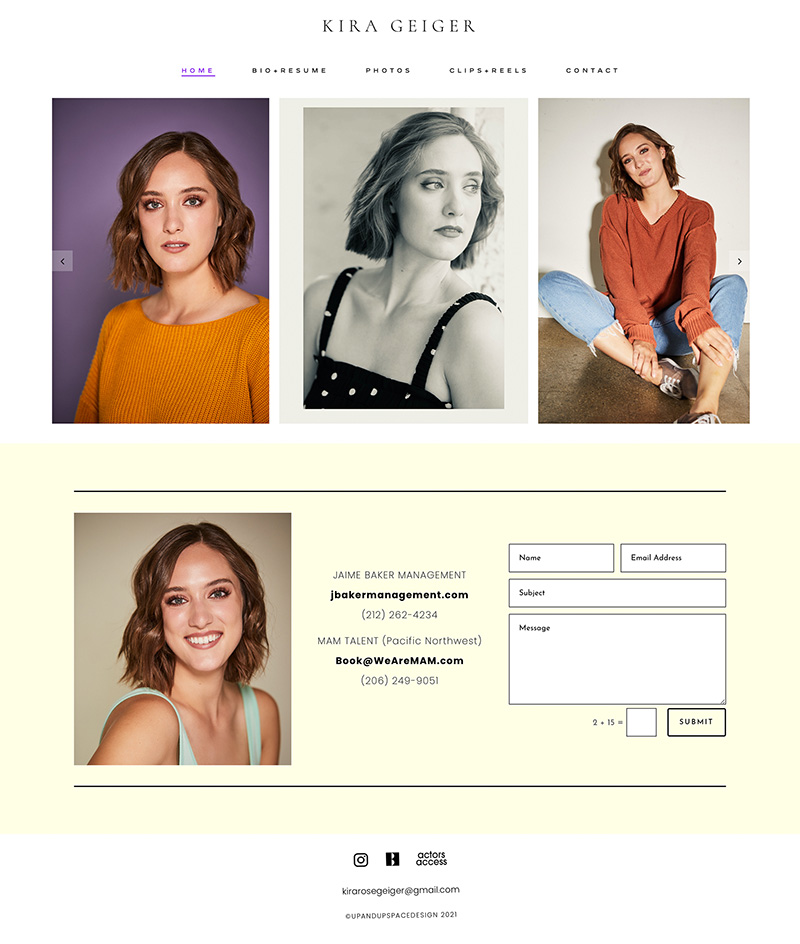 KIRA GEIGER
HOME BIO+RESUME PHOTOS CLIPS+REELS CONTACT
JAIME BAKER MANAGEMENT
jbakermanagement.com
(212) 262-4234
MAM TALENT (Pacific Northwest)
Book@WeAreMAM.com
(206) 249-9051
Name
Email Address
Subject
Message
2 + 15 =
SUBMIT
actors
access
kirarosegeiger@gmail.com
©UPANDUPSPACEDESIGN 2021